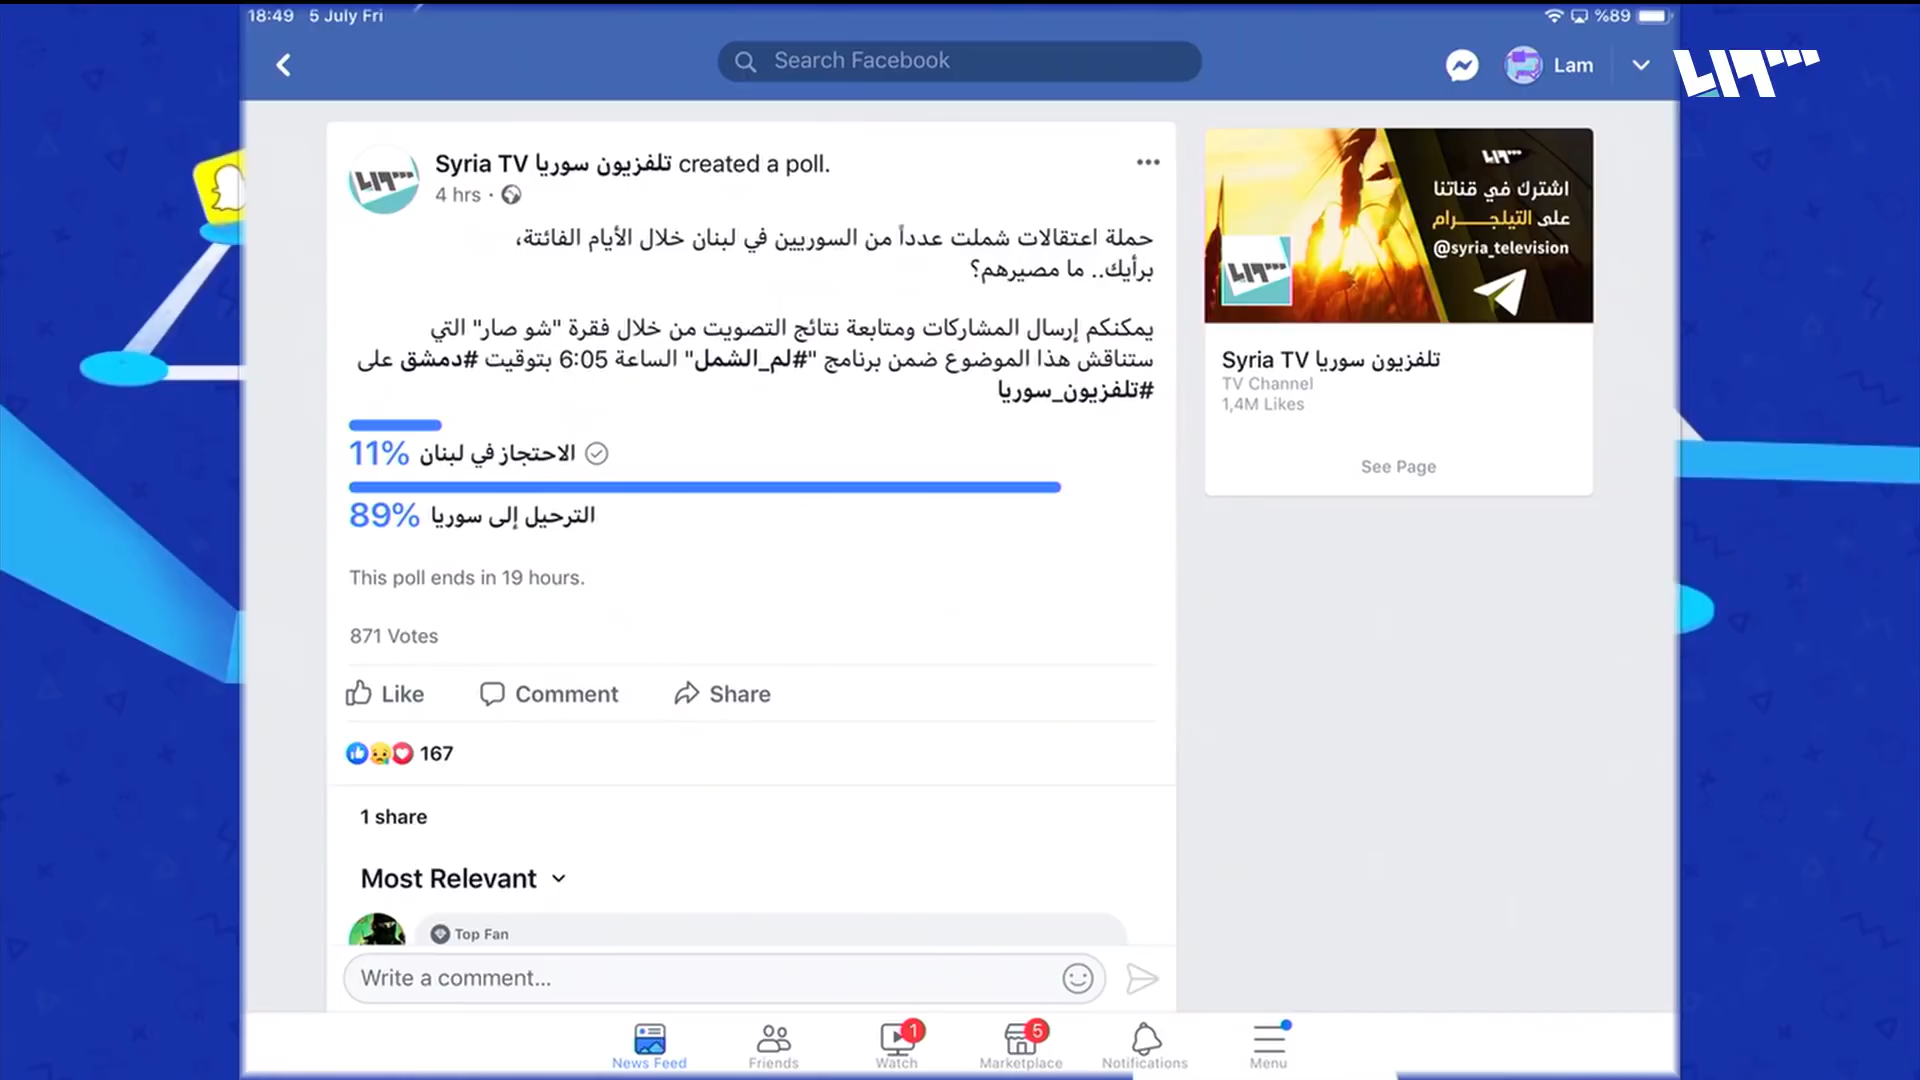 18:49 5 July Fri
%89
Search Facebook
Lam
Syria TV تلفزيون سوريا created a poll.
4 hrs ·
حملة اعتقالات شملت عدداً من السوريين في لبنان خلال الأيام الفائتة،
برأيك.. ما مصيرهم؟
يمكنكم إرسال المشاركات ومتابعة نتائج التصويت من خلال فقرة "شو صار" التي
ستناقش هذا الموضوع ضمن برنامج "#لم_الشمل" الساعة 6:05 بتوقيت #دمشق على
#تلفزيون_سوريا
11% الاحتجاز في لبنان
89% الترحيل إلى سوريا
This poll ends in 19 hours.
871 Votes
Like Comment Share
167
1 share
Most Relevant
Top Fan
Write a comment...
اشترك في قناتنا
على التيلجـــرام
@syria_television
Syria TV تلفزيون سوريا
TV Channel
1,4M Likes
See Page
1
5
News Feed Friends Watch Marketplace Notifications Menu